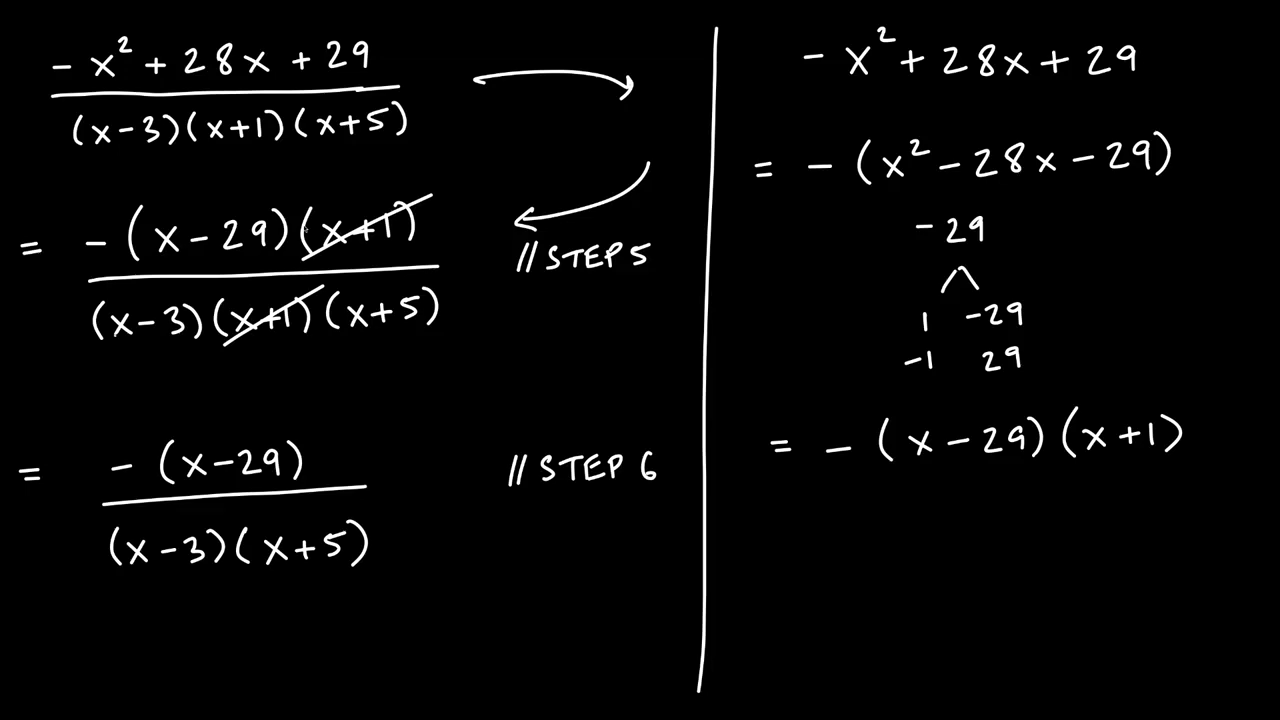 - x² + 28x + 29
(x-3)(x+1)(x+5)
= - (x-29)(x+1) // STEP 5
(x-3)(x+1)(x+5)
= - (x-29) // STEP 6
(x-3)(x+5)
- x² + 28x + 29
= - (x² - 28x - 29)
-29
1 -29
-1 29
= - (x-29)(x+1)